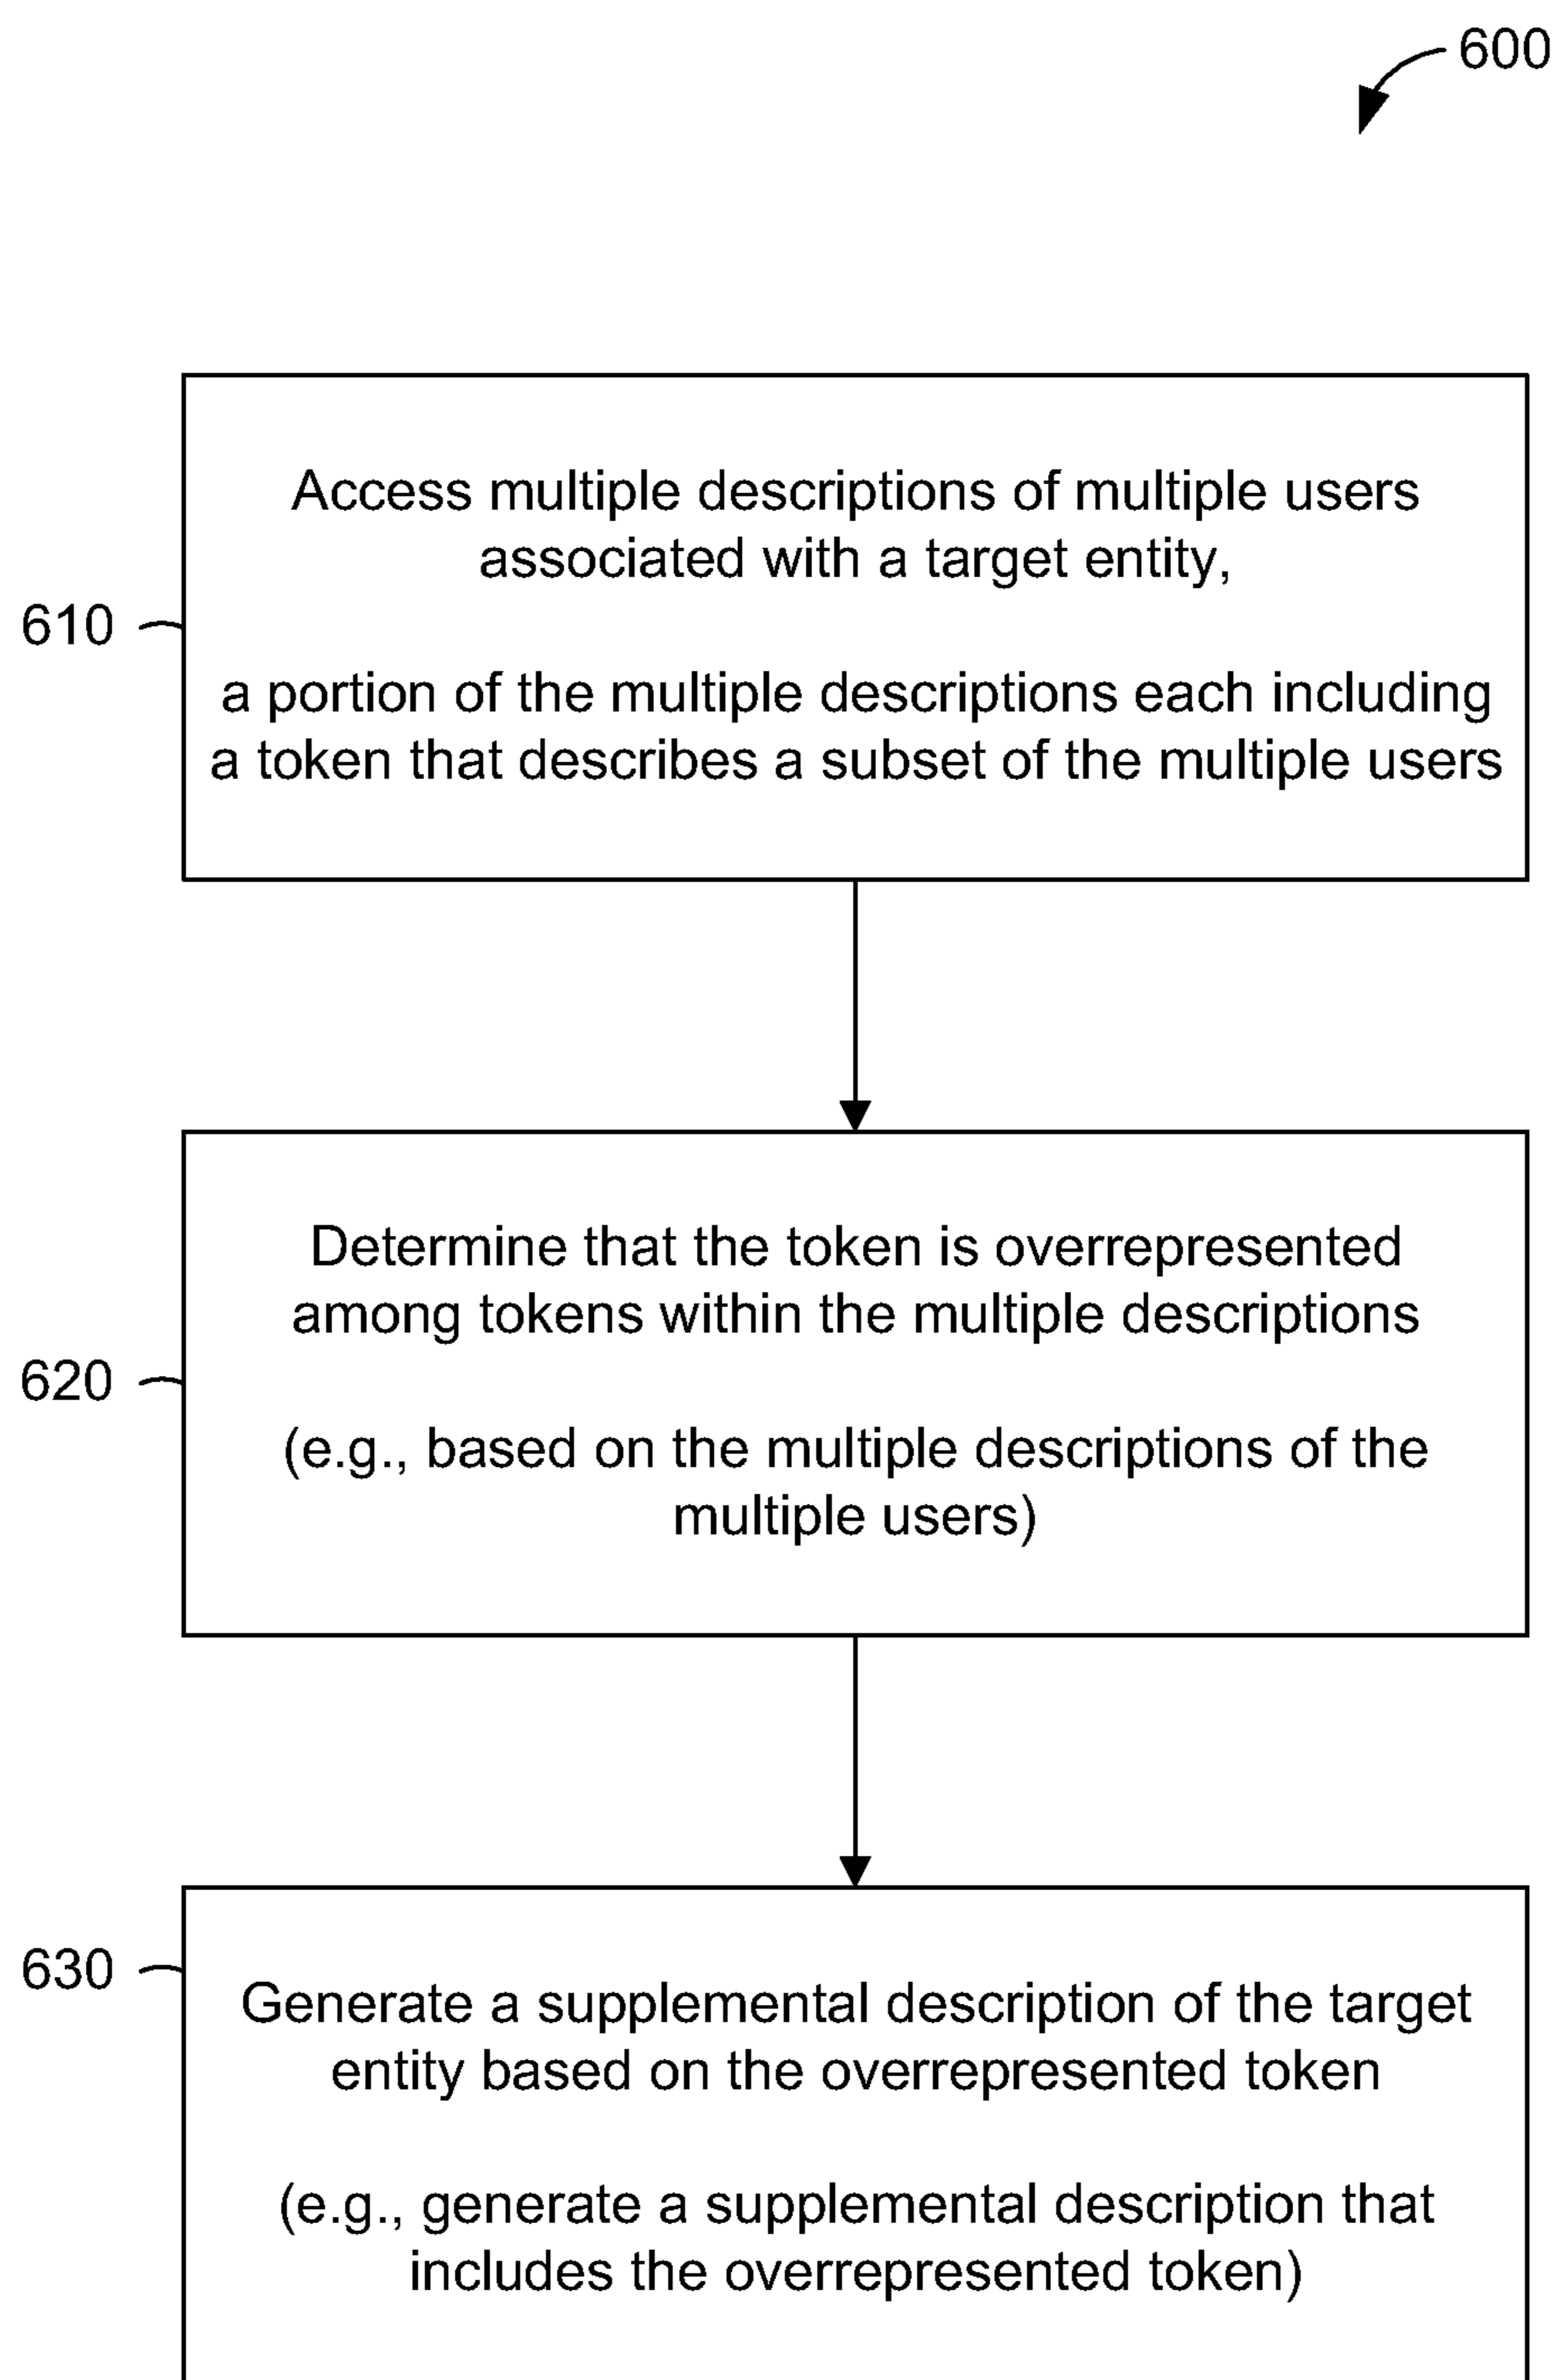 600
Access multiple descriptions of multiple users
associated with a target entity,
610
a portion of the multiple descriptions each including
a token that describes a subset of the multiple users
Determine that the token is overrepresented
among tokens within the multiple descriptions
620
(e.g., based on the multiple descriptions of the
multiple users)
630
Generate a supplemental description of the target
entity based on the overrepresented token
(e.g., generate a supplemental description that
includes the overrepresented token)